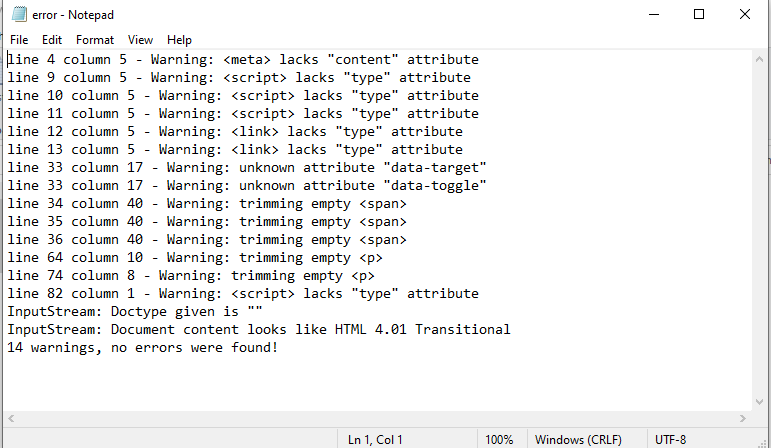 error - Notepad
File Edit Format View Help
line 4 column 5 - Warning: <meta> lacks "content" attribute
line 9 column 5 - Warning: <script> lacks "type" attribute
line 10 column 5 - Warning: <script> lacks "type" attribute
line 11 column 5 - Warning: <script> lacks "type" attribute
line 12 column 5 - Warning: <link> lacks "type" attribute
line 13 column 5 - Warning: <link> lacks "type" attribute
line 33 column 17 - Warning: unknown attribute "data-target"
line 33 column 17 - Warning: unknown attribute "data-toggle"
line 34 column 40 - Warning: trimming empty <span>
line 35 column 40 - Warning: trimming empty <span>
line 36 column 40 - Warning: trimming empty <span>
line 64 column 10 - Warning: trimming empty <p>
line 74 column 8 - Warning: trimming empty <p>
line 82 column 1 - Warning: <script> lacks "type" attribute
InputStream: Doctype given is ""
InputStream: Document content looks like HTML 4.01 Transitional
14 warnings, no errors were found!
Ln 1, Col 1 100% Windows (CRLF) UTF-8